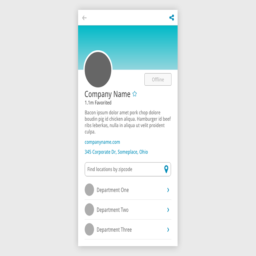 Offline
Company Name
1.1m Favorited
Bacon ipsum dolor amet pork chop dolore
boudin pig id chicken aliqua. Hamburger id beef
ribs leberkas, nulla in aliqua ut velit proident
culpa.
companyname.com
345 Corporate Dr, Someplace, Ohio
Find locations by zipcode
Department One
Department Two
Department Three